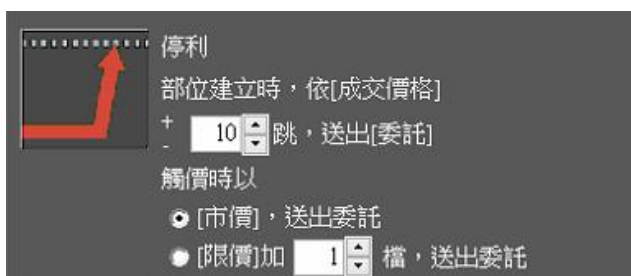 停利
部位建立時，依[成交價格]
+
- 10 跳，送出[委託]
觸價時以
[市價]，送出委託
[限價]加 1 檔，送出委託